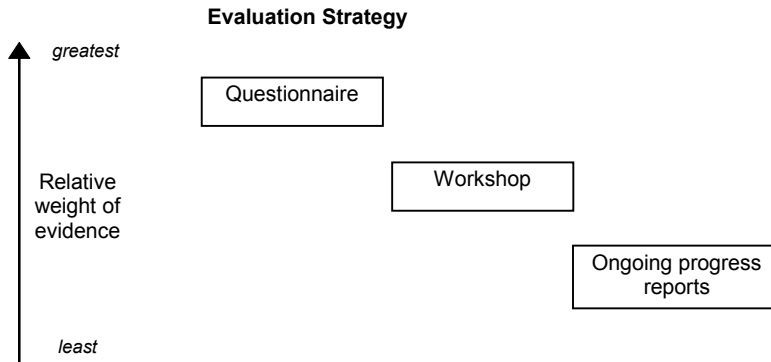 Evaluation Strategy
greatest
Questionnaire
Workshop
Relative
weight of
evidence
Ongoing progress
reports
least